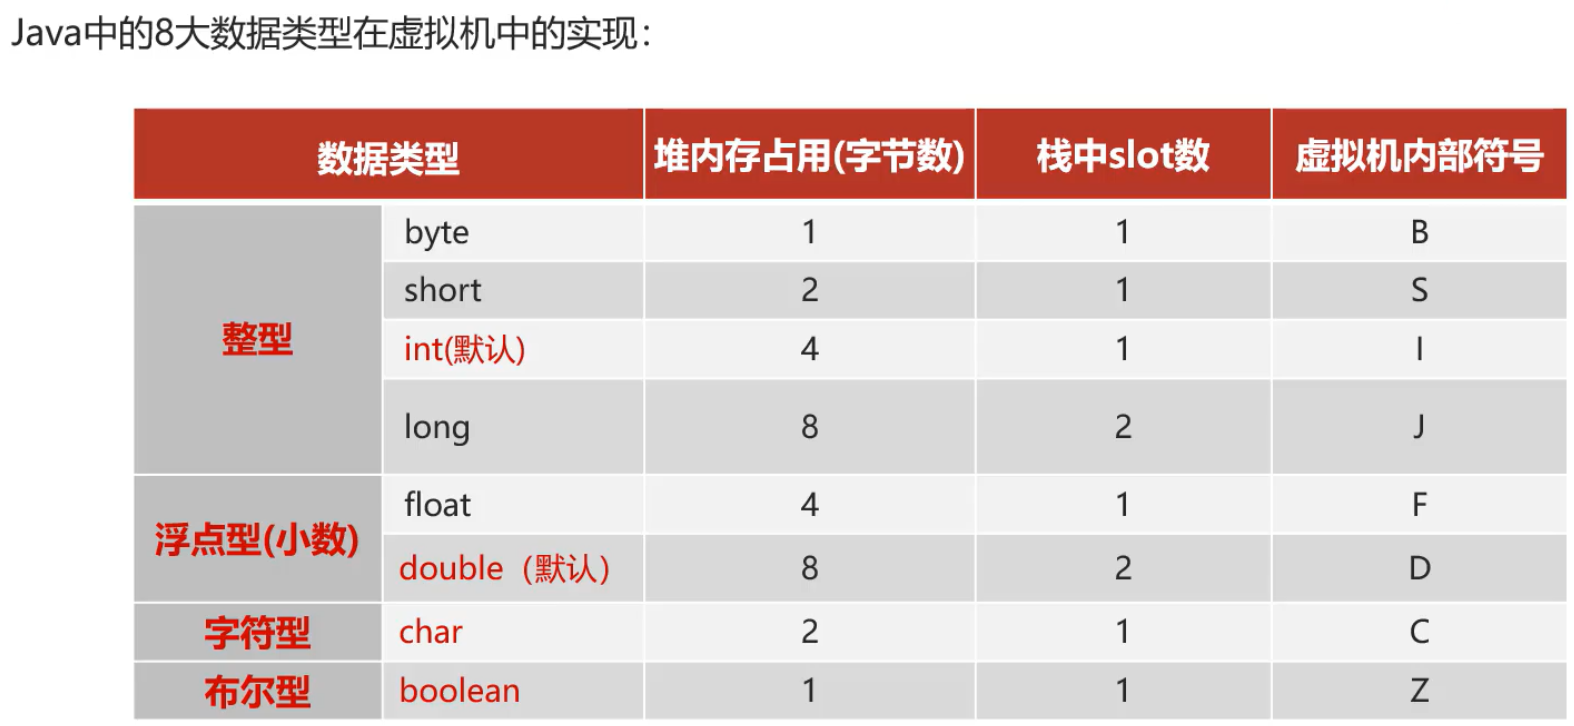 Java中的8大数据类型在虚拟机中的实现：
数据类型 堆内存占用(字节数) 栈中slot数 虚拟机内部符号
整型
byte 1 1 B
short 2 1 S
int(默认) 4 1 I
long 8 2 J
浮点型(小数)
float 4 1 F
double（默认） 8 2 D
字符型 char 2 1 C
布尔型 boolean 1 1 Z